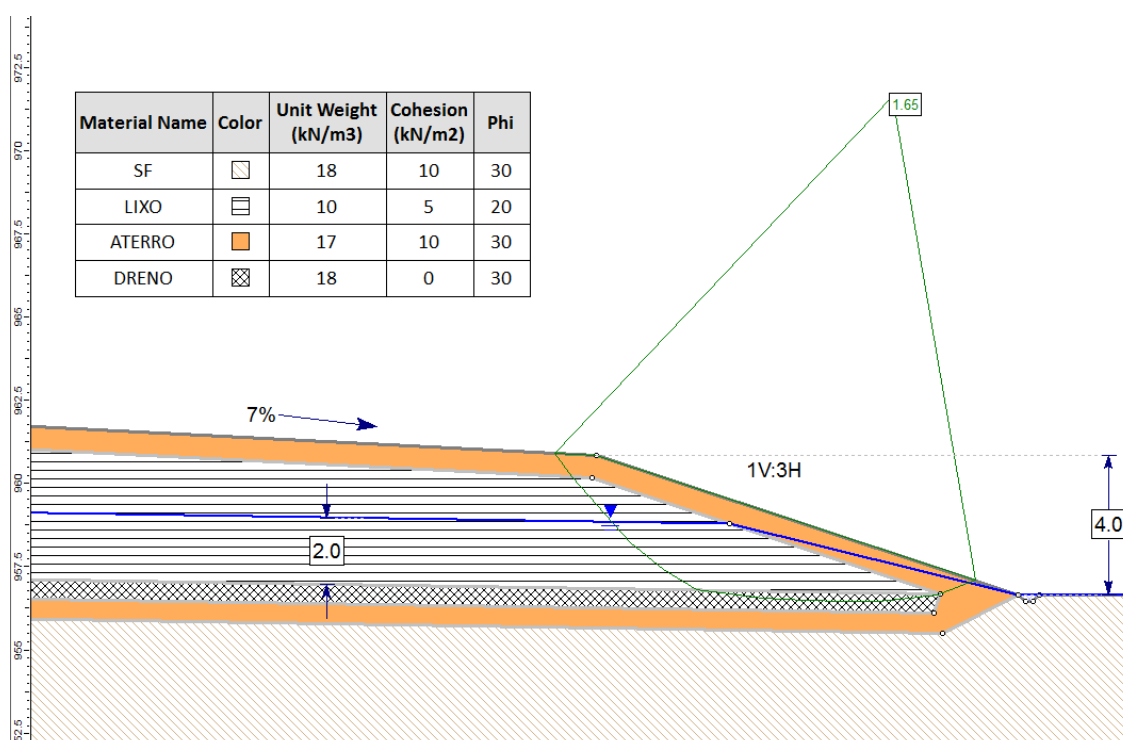 972.5
970
967.5
965
962.5
960
957.5
955
952.5
Material Name Color Unit Weight (kN/m3) Cohesion (kN/m2) Phi
SF 18 10 30
LIXO 10 5 20
ATERRO 17 10 30
DRENO 18 0 30
1.65
7%
1V:3H
2.0
4.0